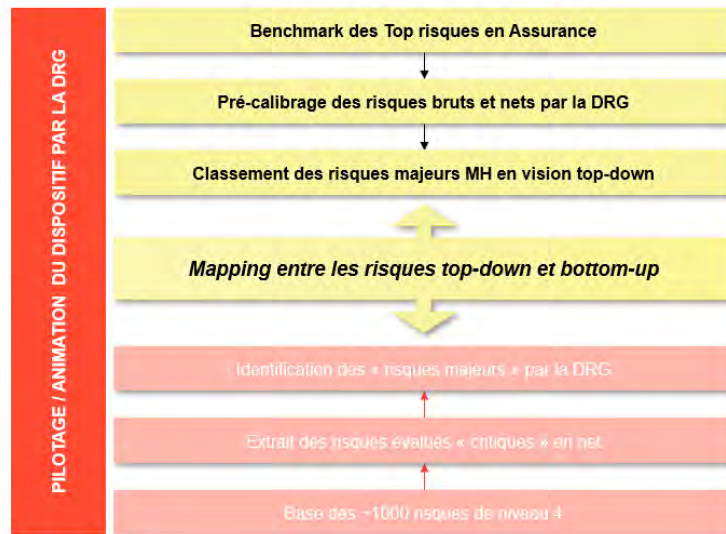 PILOTAGE / ANIMATION DU DISPOSITIF PAR LA DRG
Benchmark des Top risques en Assurance
Pré-calibrage des risques bruts et nets par la DRG
Classement des risques majeurs MH en vision top-down
Mapping entre les risques top-down et bottom-up
Identification des « risques majeurs » par la DRG
Extrait des risques évalués « critiques » en net
Base des ~1000 risques de niveau 4